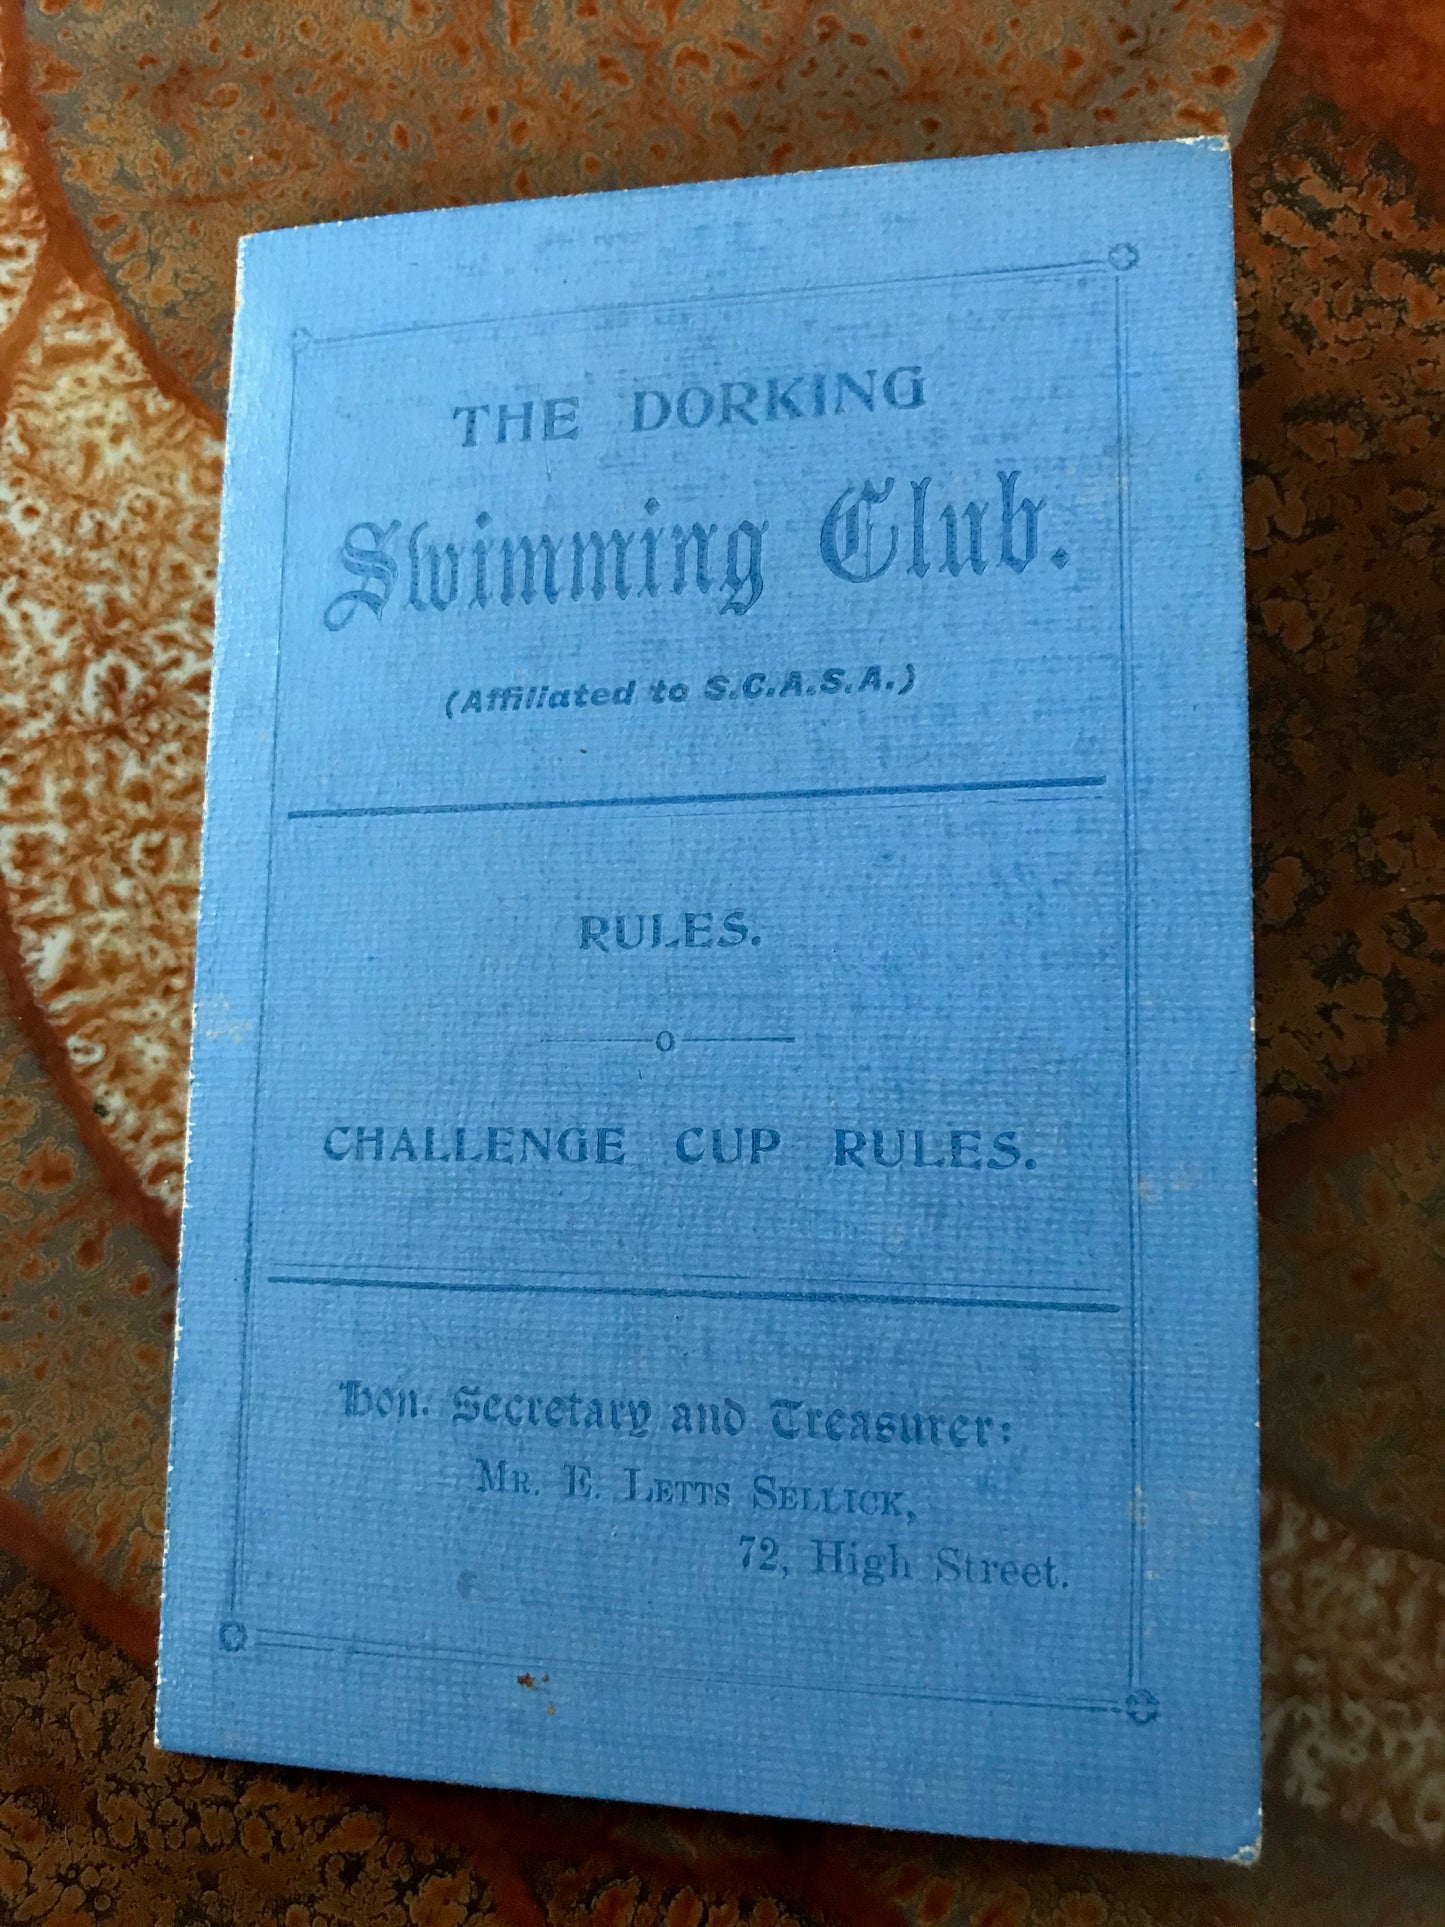 THE DORKING
Swimming Club.
(Affiliated to S.C.A.S.A.)
RULES.
o
CHALLENGE CUP RULES.
Hon. Secretary and Treasurer:
MR. E. LETTS SELLICK,
72, High Street.